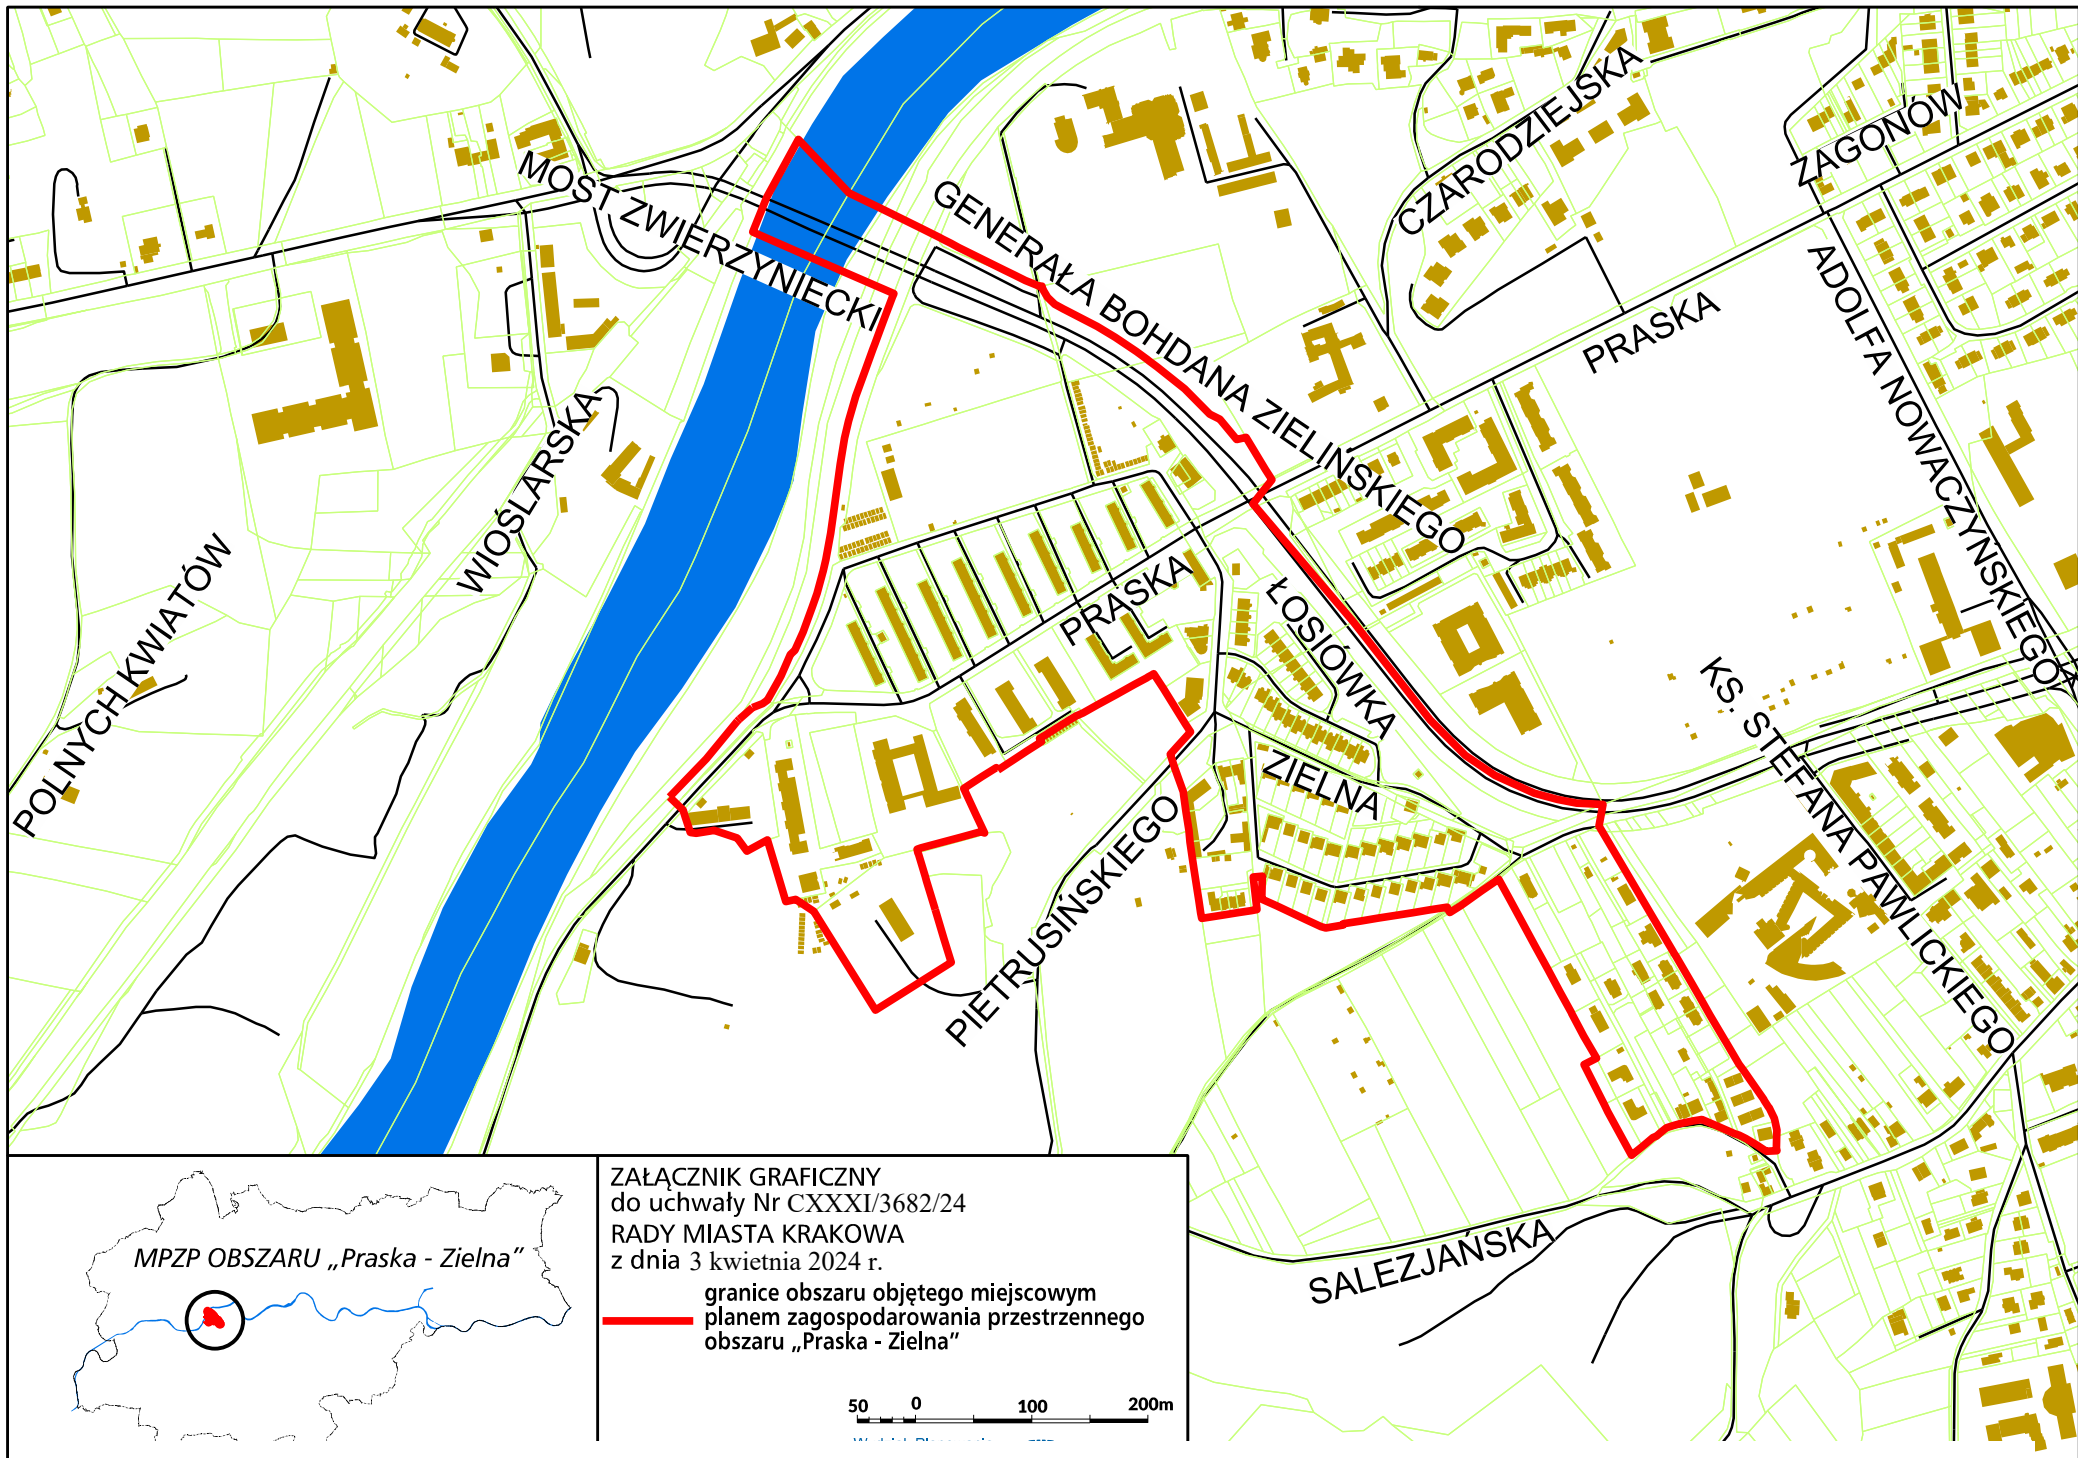 MOST ZWIERZYNIECKI
GENERAŁA BOHDANA ZIELIŃSKIEGO
CZARODZIEJSKA
ZAGONÓW
ADOLFA NOWACZYŃSKIEGO
PRASKA
WIOŚLARSKA
POLNYCH KWIATÓW
PRASKA
ŁOSIÓWKA
ZIELNA
KS. STEFANA PAWLICKIEGO
PIETRUSIŃSKIEGO
SALEZJAŃSKA
MPZP OBSZARU „Praska - Zielna”
ZAŁĄCZNIK GRAFICZNY
do uchwały Nr CXXXI/3682/24
RADY MIASTA KRAKOWA
z dnia 3 kwietnia 2024 r.
granice obszaru objętego miejscowym
planem zagospodarowania przestrzennego
obszaru „Praska - Zielna”
50 0 100 200m